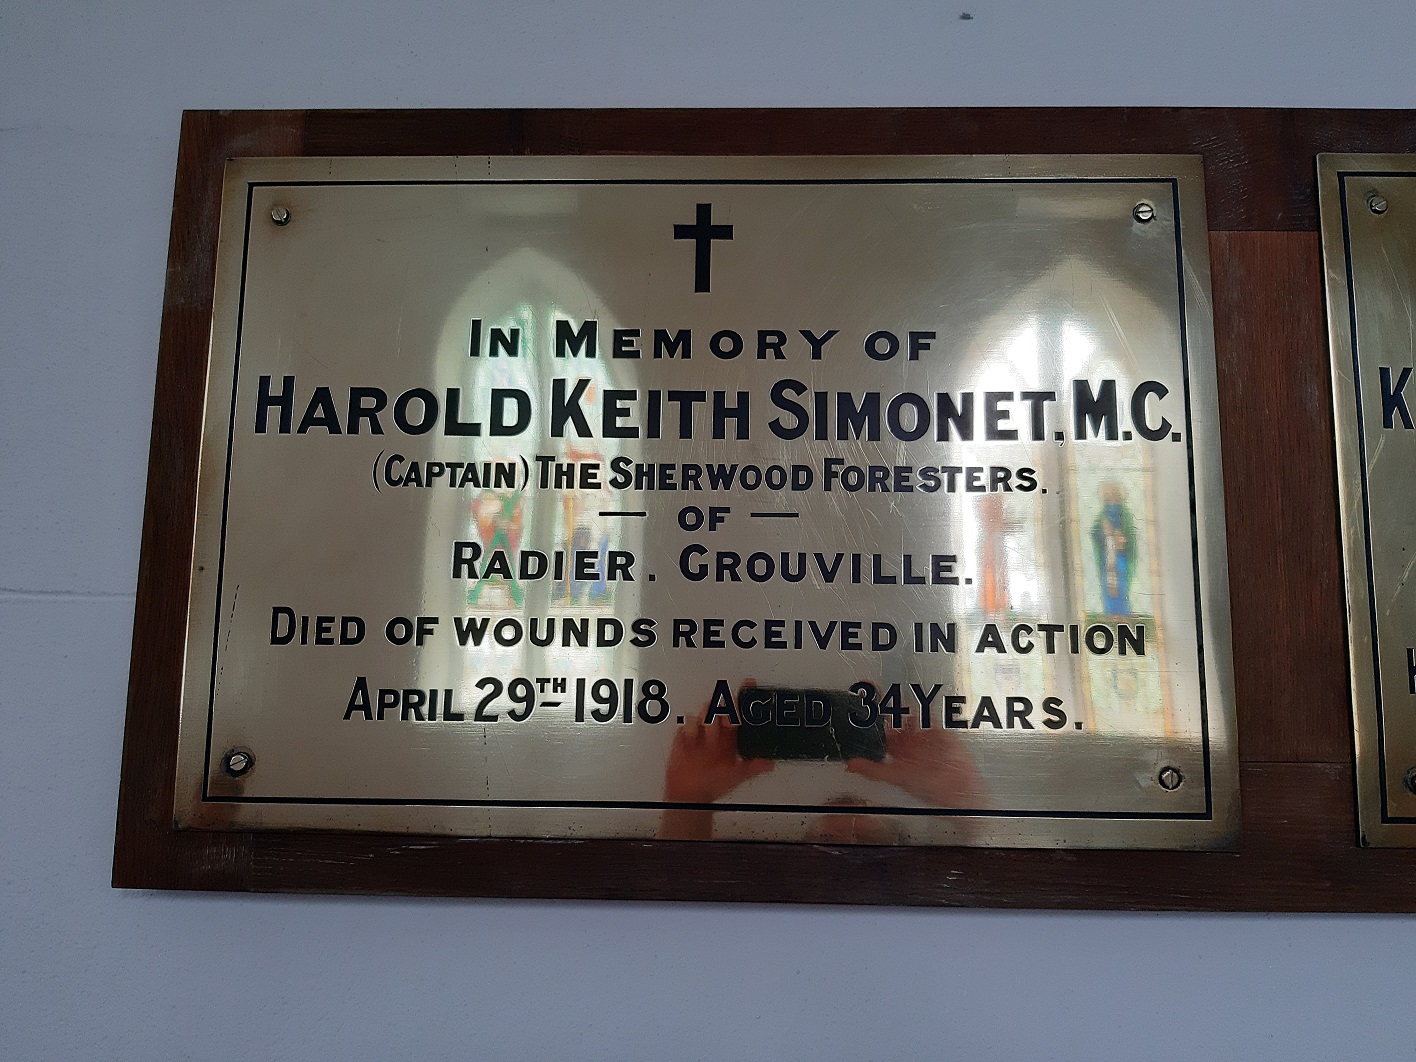 IN MEMORY OF
HAROLD KEITH SIMONET, M.C.
(CAPTAIN) THE SHERWOOD FORESTERS.
— OF —
RADIER. GROUVILLE.
DIED OF WOUNDS RECEIVED IN ACTION
APRIL 29TH 1918. AGED 34 YEARS.